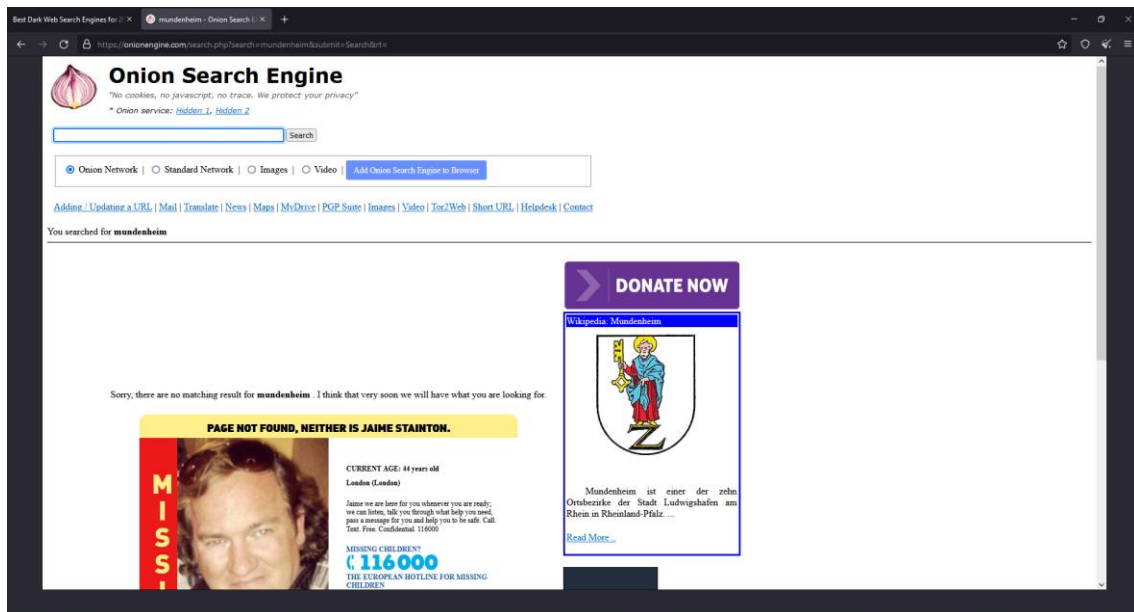 Best Dark Web Search Engines for 2
mundenheim - Onion Search E
https://onionengine.com/search.php?search=mundenheim&submit=Search&rt=
Onion Search Engine
"No cookies, no javascript, no trace. We protect your privacy"
* Onion service: Hidden 1, Hidden 2
Search
Onion Network | Standard Network | Images | Video | Add Onion Search Engine to Browser
Adding / Updating a URL | Mail | Translate | News | Maps | MyDrive | PGP Suite | Images | Video | Tor2Web | Short URL | Helpdesk | Contact
You searched for mundenheim
Sorry, there are no matching result for mundenheim . I think that very soon we will have what you are looking for.
PAGE NOT FOUND, NEITHER IS JAIME STAINTON.
MISSI
CURRENT AGE: 44 years old
London (London)
Jaime we are here for you whenever you are ready;
we can listen, talk you through what help you need,
pass a message for you and help you to be safe. Call.
Text. Free. Confidential. 116000
MISSING CHILDREN?
116000
THE EUROPEAN HOTLINE FOR MISSING
CHILDREN
DONATE NOW
Wikipedia: Mundenheim
Z
Mundenheim ist einer der zehn
Ortsbezirke der Stadt Ludwigshafen am
Rhein in Rheinland-Pfalz. ...
Read More ..